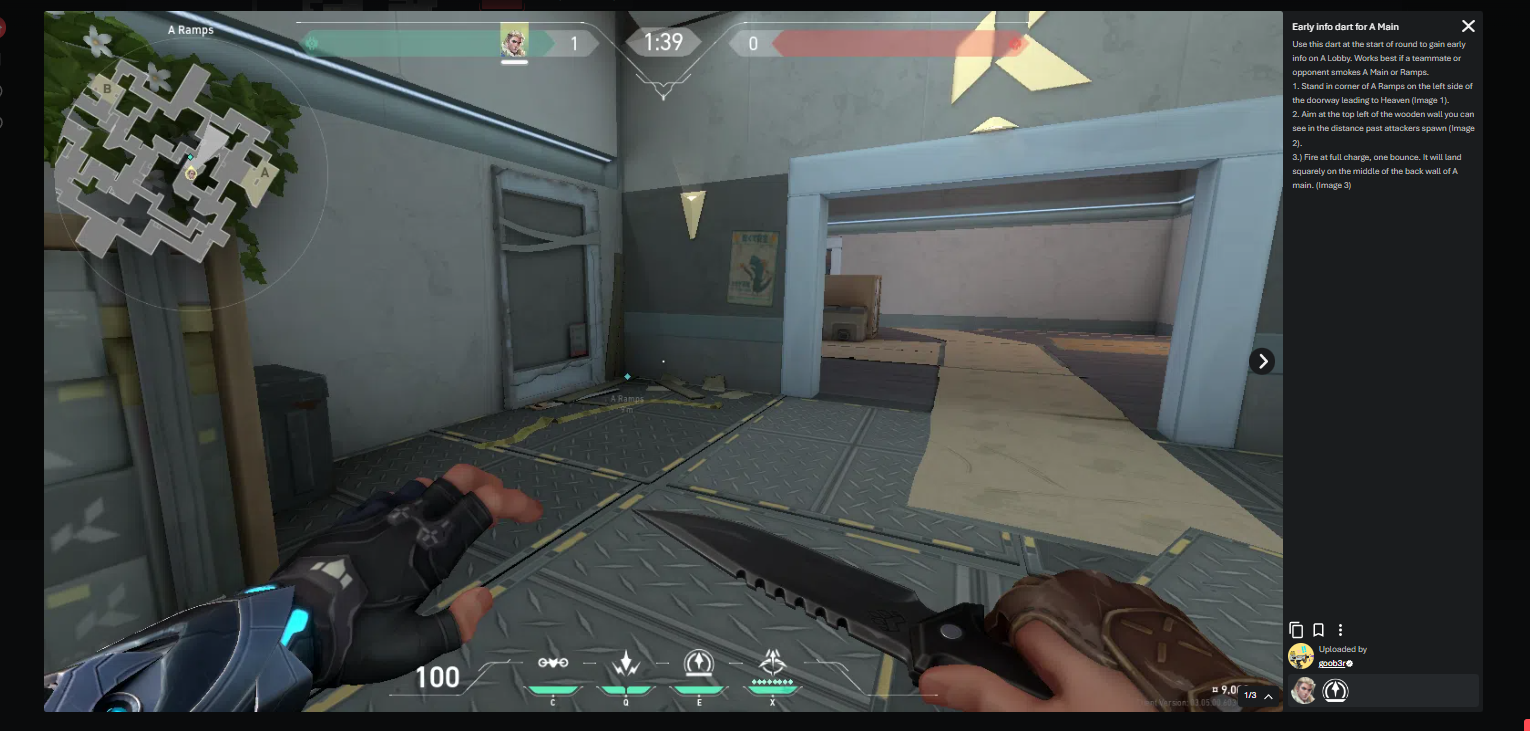 A Ramps
1
1:39
0
B
A
A Ramps
9 m
100
C
Q
E
X
¤ 9,00
1/3
Early info dart for A Main
Use this dart at the start of round to gain early
info on A Lobby. Works best if a teammate or
opponent smokes A Main or Ramps.
1. Stand in corner of A Ramps on the left side of
the doorway leading to Heaven (Image 1).
2. Aim at the top left of the wooden wall you can
see in the distance past attackers spawn (Image
2).
3.) Fire at full charge, one bounce. It will land
squarely on the middle of the back wall of A
main. (Image 3)
Uploaded by
goob3r